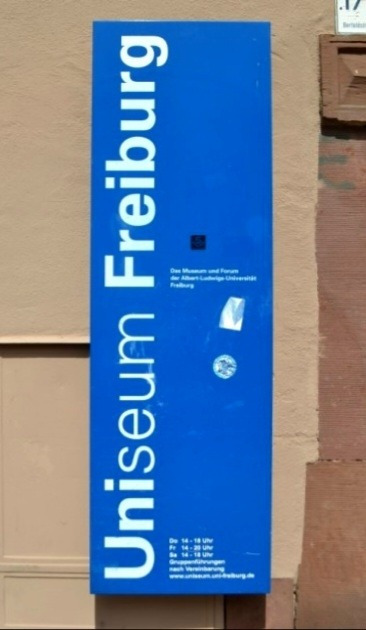 Uniseum Freiburg
Das Museum und Forum
der Albert-Ludwigs-Universität
Freiburg
Do 14 - 18 Uhr
Fr 14 - 20 Uhr
Sa 14 - 18 Uhr
Gruppenführungen
nach Vereinbarung
www.uniseum.uni-freiburg.de